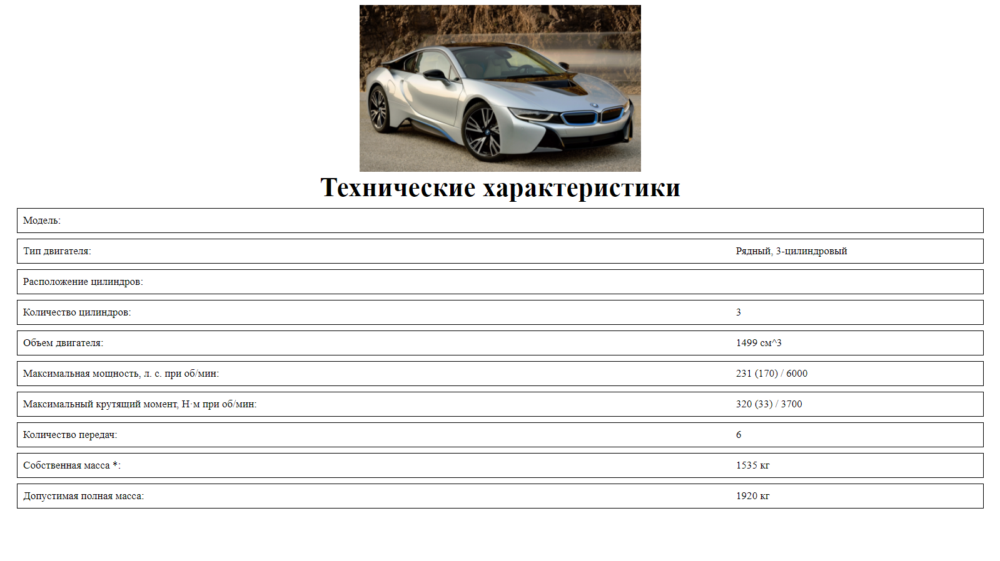 Технические характеристики
Модель:
Тип двигателя: Рядный, 3-цилиндровый
Расположение цилиндров:
Количество цилиндров: 3
Объем двигателя: 1499 см^3
Максимальная мощность, л. с. при об/мин: 231 (170) / 6000
Максимальный крутящий момент, Н·м при об/мин: 320 (33) / 3700
Количество передач: 6
Собственная масса *: 1535 кг
Допустимая полная масса: 1920 кг